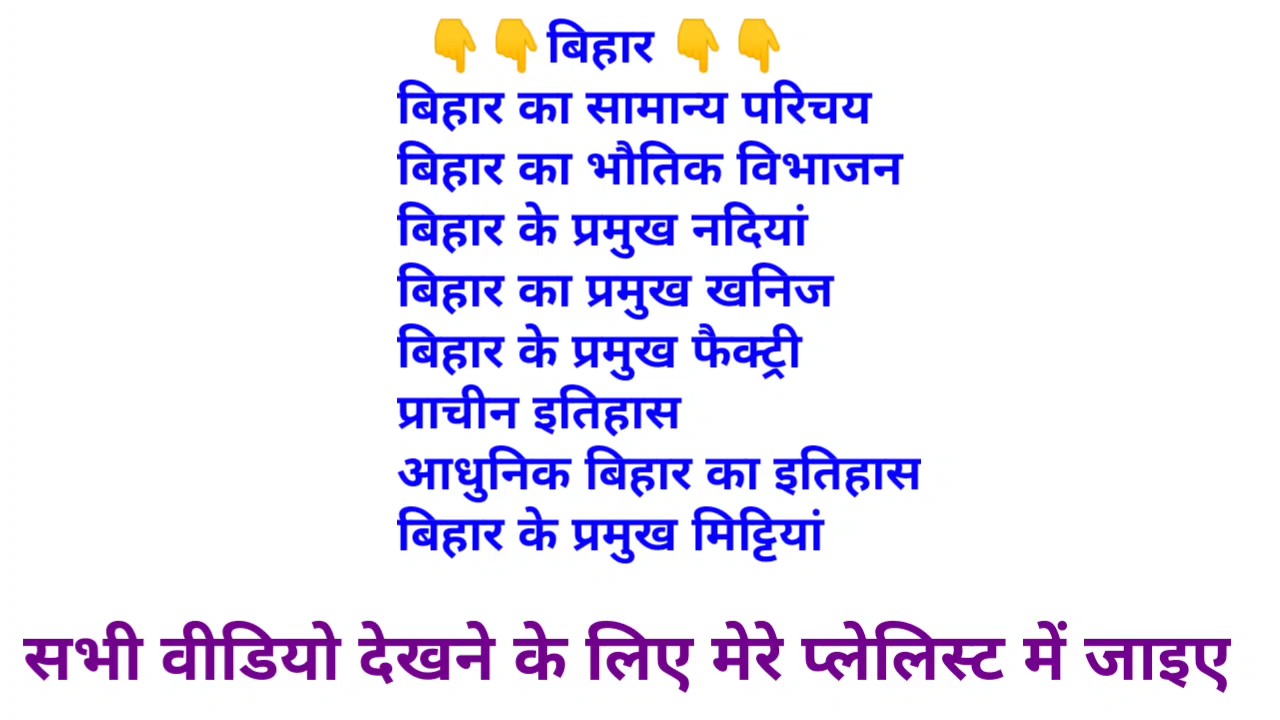 👇👇बिहार 👇👇
बिहार का सामान्य परिचय
बिहार का भौतिक विभाजन
बिहार के प्रमुख नदियां
बिहार का प्रमुख खनिज
बिहार के प्रमुख फैक्ट्री
प्राचीन इतिहास
आधुनिक बिहार का इतिहास
बिहार के प्रमुख मिट्टियां
सभी वीडियो देखने के लिए मेरे प्लेलिस्ट में जाइए